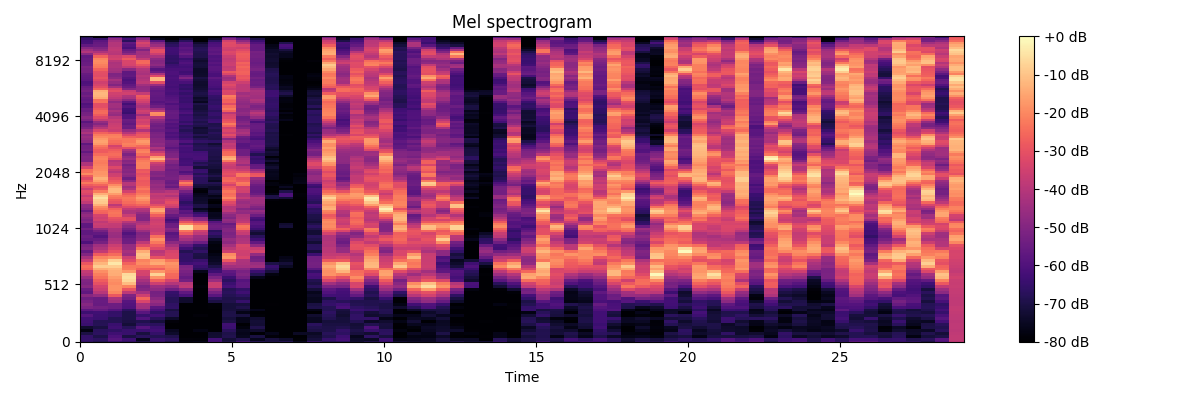 Mel spectrogram
Hz
8192
4096
2048
1024
512
0
0 5 10 15 20 25
Time
+0 dB
-10 dB
-20 dB
-30 dB
-40 dB
-50 dB
-60 dB
-70 dB
-80 dB